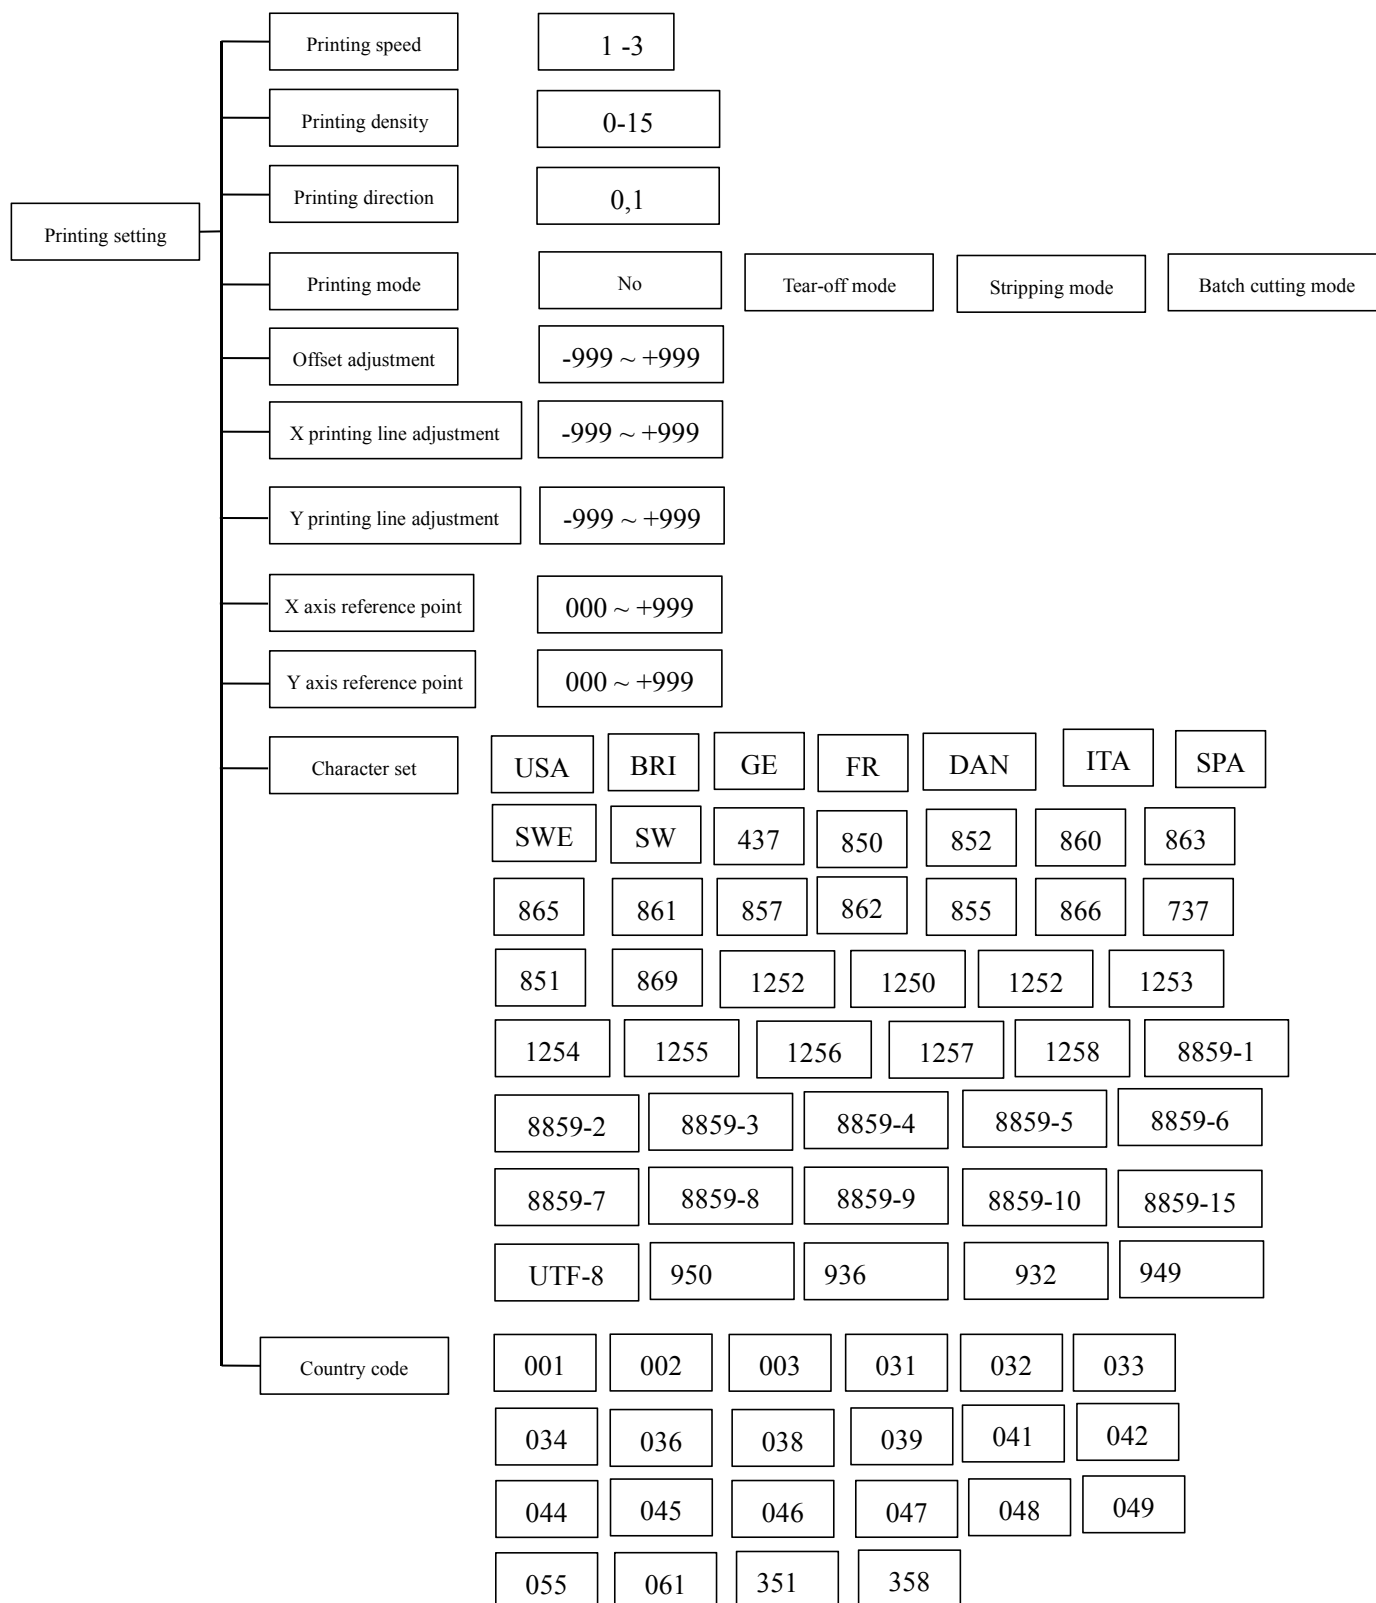 Printing speed 1 -3
Printing density 0-15
Printing direction 0,1
Printing setting
Printing mode No Tear-off mode Stripping mode Batch cutting mode
Offset adjustment -999 ~ +999
X printing line adjustment -999 ~ +999
Y printing line adjustment -999 ~ +999
X axis reference point 000 ~ +999
Y axis reference point 000 ~ +999
Character set USA BRI GE FR DAN ITA SPA
SWE SW 437 850 852 860 863
865 861 857 862 855 866 737
851 869 1252 1250 1252 1253
1254 1255 1256 1257 1258 8859-1
8859-2 8859-3 8859-4 8859-5 8859-6
8859-7 8859-8 8859-9 8859-10 8859-15
UTF-8 950 936 932 949
Country code 001 002 003 031 032 033
034 036 038 039 041 042
044 045 046 047 048 049
055 061 351 358